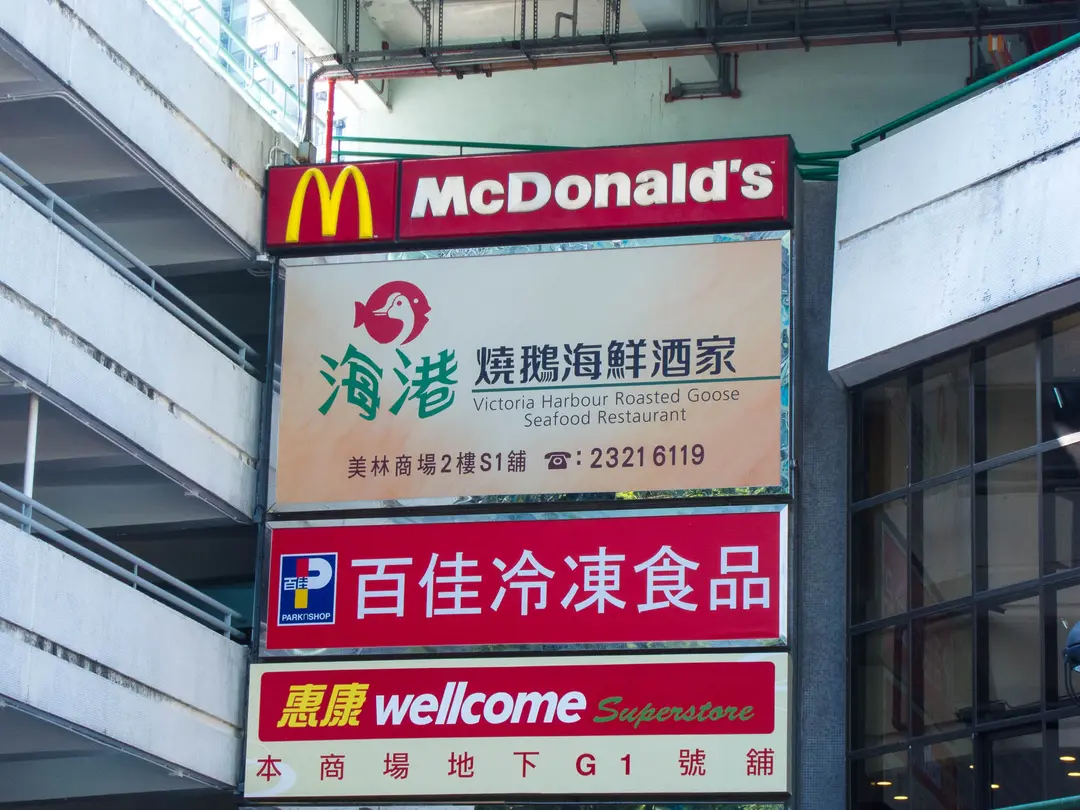 McDonald's
海港
燒鵝海鮮酒家
Victoria Harbour Roasted Goose
Seafood Restaurant
美林商場2樓S1舖 ☎:2321 6119
百佳
PARKnSHOP
百佳冷凍食品
惠康 wellcome Superstore
本商場地下G1號舖